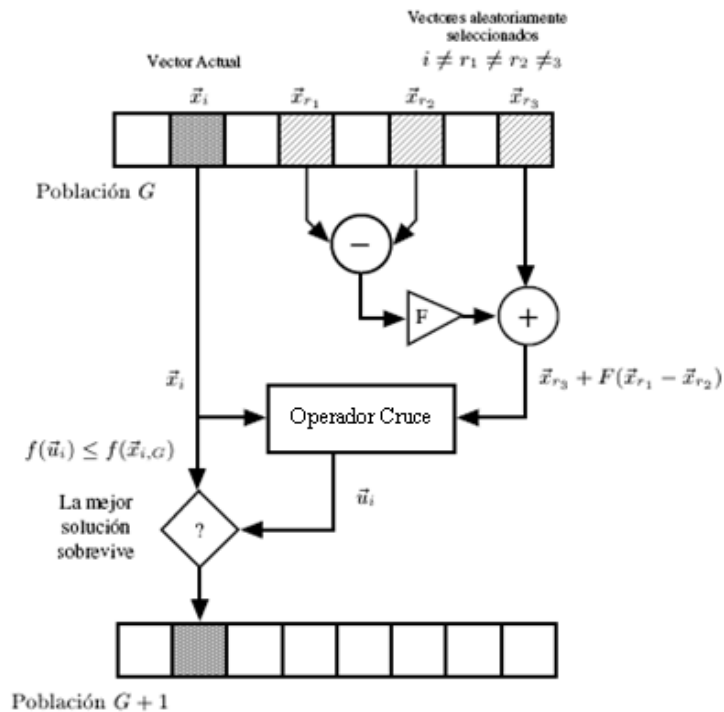 Vectores aleatoriamente
seleccionados
Vector Actual
i ≠ r₁ ≠ r₂ ≠₃
x⃗ᵢ x⃗ᵣ₁ x⃗ᵣ₂ x⃗ᵣ₃
Población G
−
F
+
x⃗ᵢ
x⃗ᵣ₃ + F(x⃗ᵣ₁ − x⃗ᵣ₂)
Operador Cruce
f(u⃗ᵢ) ≤ f(x⃗ᵢ,G)
u⃗ᵢ
La mejor
solución
sobrevive
?
Población G + 1